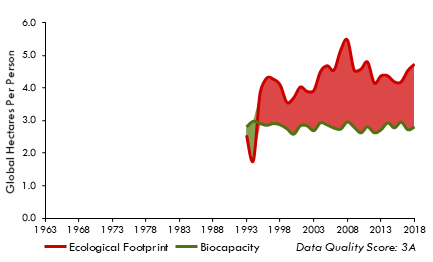 Global Hectares Per Person
6.0
5.0
4.0
3.0
2.0
1.0
0.0
1963 1968 1973 1978 1983 1988 1993 1998 2003 2008 2013 2018
Ecological Footprint Biocapacity Data Quality Score: 3A